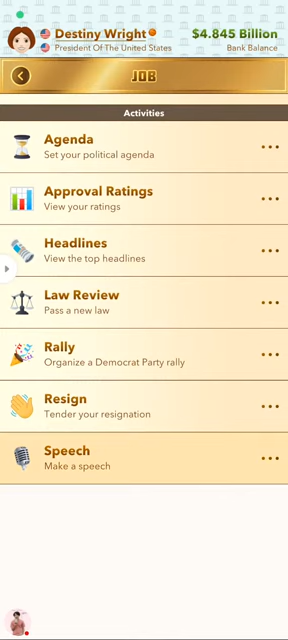 Destiny Wright
$4.845 Billion
President Of The United States
Bank Balance
JOB
Activities
Agenda
Set your political agenda
Approval Ratings
View your ratings
Headlines
View the top headlines
Law Review
Pass a new law
Rally
Organize a Democrat Party rally
Resign
Tender your resignation
Speech
Make a speech